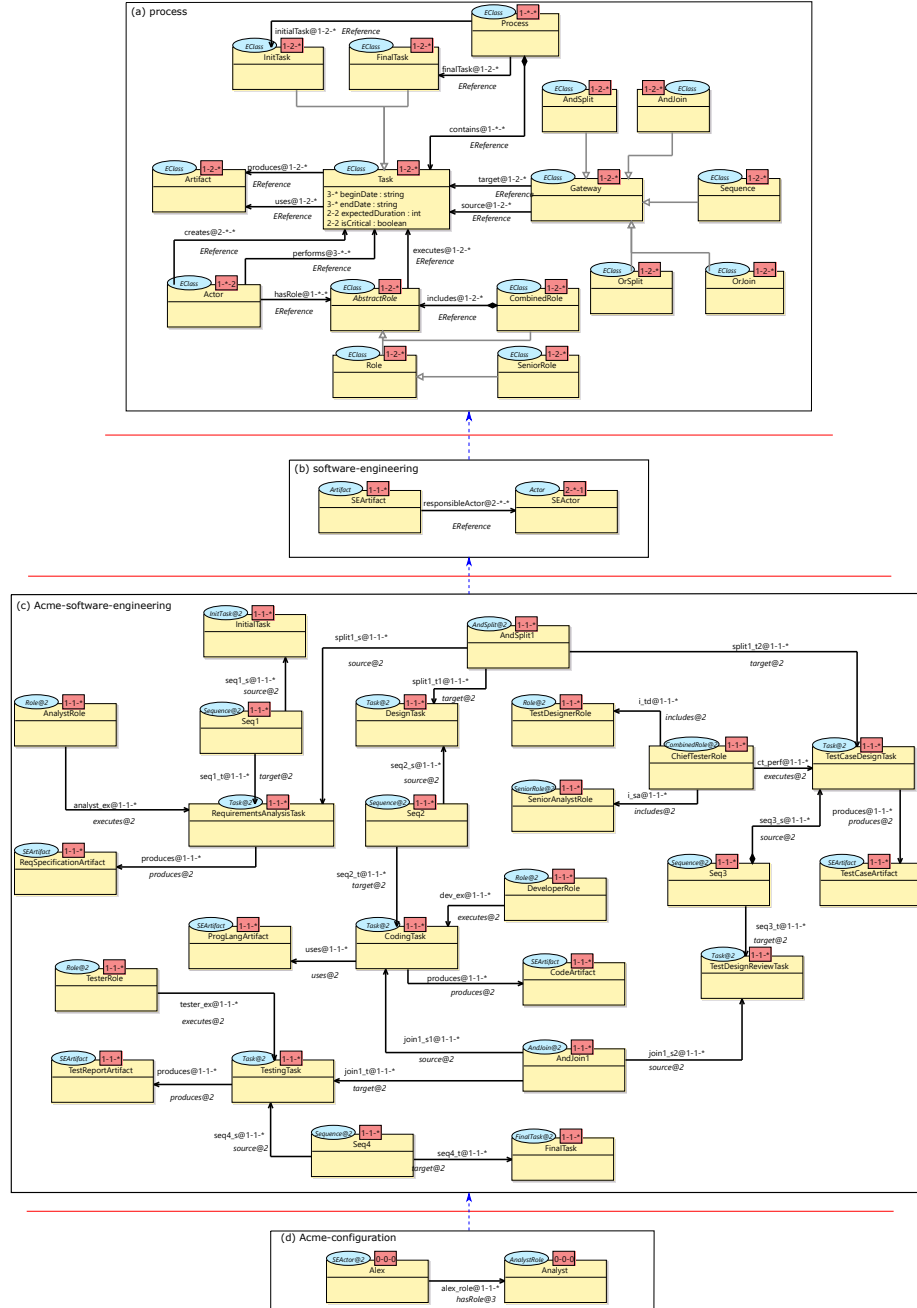 (a) process
EClass 1-*-*
Process
initialTask@1-2-* EReference
EClass 1-2-*
InitTask
EClass 1-2-*
FinalTask
finalTask@1-2-*
EReference
EClass 1-2-*
AndSplit
1-2-* EClass
AndJoin
contains@1-*-*
EReference
EClass 1-2-*
Artifact
produces@1-2-*
EReference
uses@1-2-*
EReference
EClass 1-2-*
Task
3-* beginDate : string
3-* endDate : string
2-2 expectedDuration : int
2-2 isCritical : boolean
target@1-2-*
EReference
source@1-2-*
EReference
EClass 1-2-*
Gateway
EClass 1-2-*
Sequence
creates@2-*-*
EReference
performs@3-*-*
EReference
executes@1-2-*
EReference
EClass 1-*-2
Actor
hasRole@1-*-*
EReference
EClass 1-2-*
AbstractRole
includes@1-2-*
EReference
EClass 1-2-*
CombinedRole
EClass 1-2-*
OrSplit
EClass 1-2-*
OrJoin
EClass 1-2-*
Role
EClass 1-2-*
SeniorRole
(b) software-engineering
Artifact 1-1-*
SEArtifact
responsibleActor@2-*-*
EReference
Actor 2-*-1
SEActor
(c) Acme-software-engineering
InitTask@2 1-1-*
InitialTask
split1_s@1-1-*
source@2
AndSplit@2 1-1-*
AndSplit1
split1_t2@1-1-*
target@2
seq1_s@1-1-*
source@2
split1_t1@1-1-*
target@2
Role@2 1-1-*
AnalystRole
Sequence@2 1-1-*
Seq1
Task@2 1-1-*
DesignTask
Role@2 1-1-*
TestDesignerRole
i_td@1-1-*
includes@2
CombinedRole@2 1-1-*
ChiefTesterRole
ct_perf@1-1-*
executes@2
Task@2 1-1-*
TestCaseDesignTask
seq1_t@1-1-* target@2
seq2_s@1-1-*
source@2
analyst_ex@1-1-*
executes@2
Task@2 1-1-*
RequirementsAnalysisTask
Sequence@2 1-1-*
Seq2
SeniorRole@2 1-1-*
SeniorAnalystRole
i_sa@1-1-*
includes@2
seq3_s@1-1-*
source@2
produces@1-1-*
produces@2
SEArtifact 1-1-*
ReqSpecificationArtifact
produces@1-1-*
produces@2
seq2_t@1-1-*
target@2
dev_ex@1-1-*
executes@2
Role@2 1-1-*
DeveloperRole
Sequence@2 1-1-*
Seq3
SEArtifact 1-1-*
TestCaseArtifact
SEArtifact 1-1-*
ProgLangArtifact
uses@1-1-*
uses@2
Task@2 1-1-*
CodingTask
seq3_t@1-1-*
target@2
Role@2 1-1-*
TesterRole
produces@1-1-*
produces@2
SEArtifact 1-1-*
CodeArtifact
Task@2 1-1-*
TestDesignReviewTask
tester_ex@1-1-*
executes@2
join1_s1@1-1-*
source@2
AndJoin@2 1-1-*
AndJoin1
join1_s2@1-1-*
source@2
SEArtifact 1-1-*
TestReportArtifact
produces@1-1-*
produces@2
Task@2 1-1-*
TestingTask
join1_t@1-1-*
target@2
seq4_s@1-1-*
source@2
Sequence@2 1-1-*
Seq4
seq4_t@1-1-*
target@2
FinalTask@2 1-1-*
FinalTask
(d) Acme-configuration
SEActor@2 0-0-0
Alex
alex_role@1-1-*
hasRole@3
AnalystRole 0-0-0
Analyst